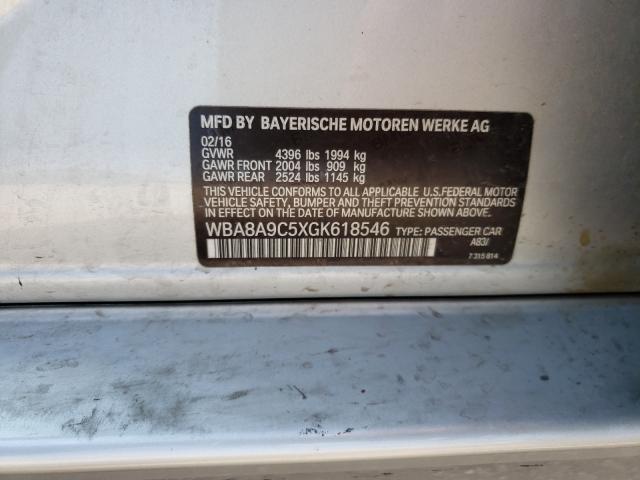 MFD BY BAYERISCHE MOTOREN WERKE AG
02/16
GVWR 4396 lbs 1994 kg
GAWR FRONT 2004 lbs 909 kg
GAWR REAR 2524 lbs 1145 kg
THIS VEHICLE CONFORMS TO ALL APPLICABLE U.S.FEDERAL MOTOR
VEHICLE SAFETY, BUMPER AND THEFT PREVENTION STANDARDS
IN EFFECT ON THE DATE OF MANUFACTURE SHOWN ABOVE.
WBA8A9C5XGK618546 TYPE: PASSENGER CAR
A83/
7 315 814